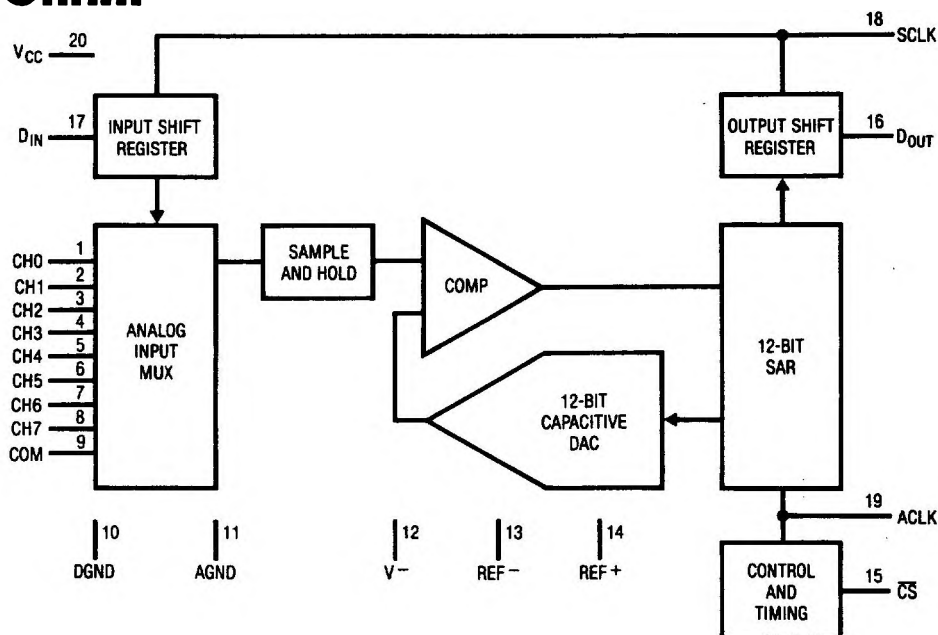 18
SCLK
20
VCC
17
DIN
INPUT SHIFT
REGISTER
OUTPUT SHIFT
REGISTER
16
DOUT
CH0 1
CH1 2
CH2 3
CH3 4
CH4 5
CH5 6
CH6 7
CH7 8
COM 9
ANALOG
INPUT
MUX
SAMPLE
AND HOLD
COMP
12-BIT
CAPACITIVE
DAC
12-BIT
SAR
10
DGND
11
AGND
12
V−
13
REF−
14
REF+
19
ACLK
CONTROL
AND
TIMING
15
C̅S̅